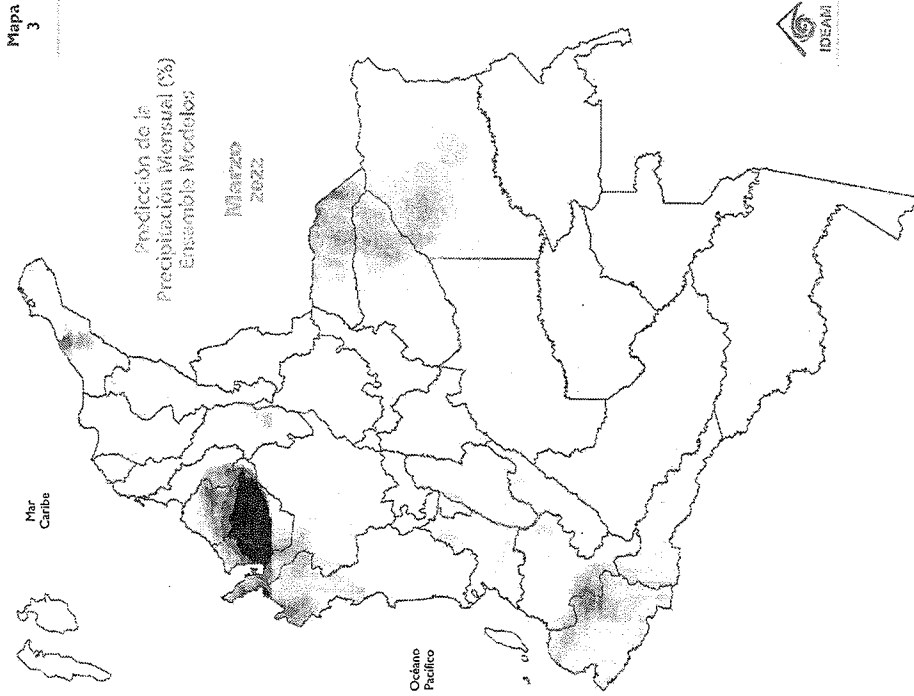 Mapa
3
Predicción de la
Precipitación Mensual (%)
Ensamble Modelos
Marzo
2022
Mar
Caribe
Océano
Pacífico
IDEAM